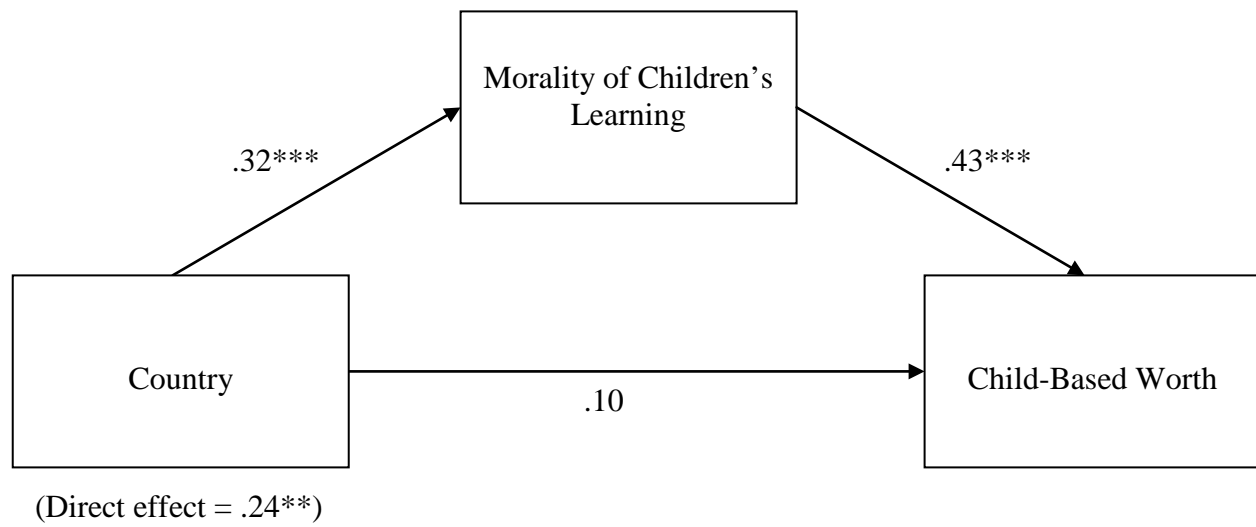 Morality of Children’s
Learning
.32***
.43***
Country
.10
Child-Based Worth
(Direct effect = .24**)